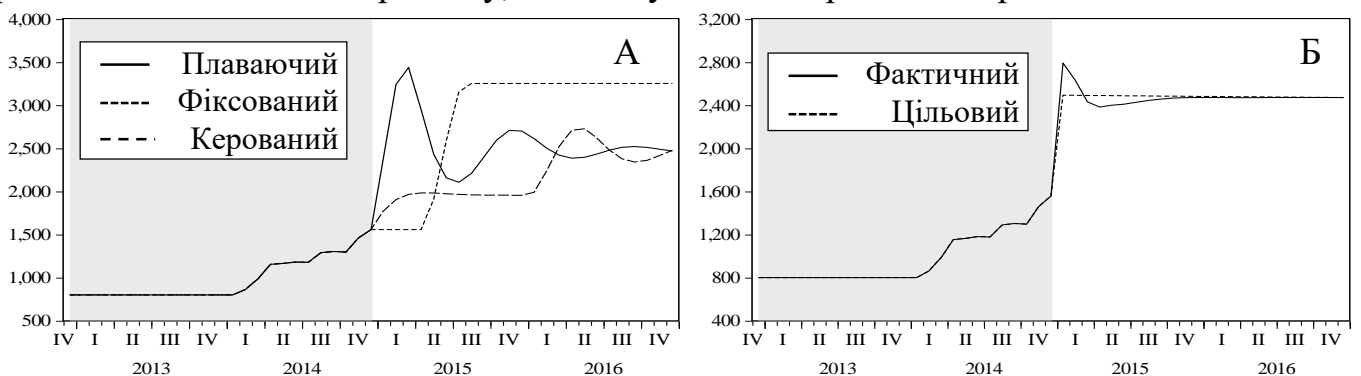 4,000
3,500
3,000
2,500
2,000
1,500
1,000
500
А
Плаваючий
Фіксований
Керований
IV I II III IV I II III IV I II III IV I II III IV
2013 2014 2015 2016
3,200
2,800
2,400
2,000
1,600
1,200
800
400
Б
Фактичний
Цільовий
IV I II III IV I II III IV I II III IV I II III IV
2013 2014 2015 2016